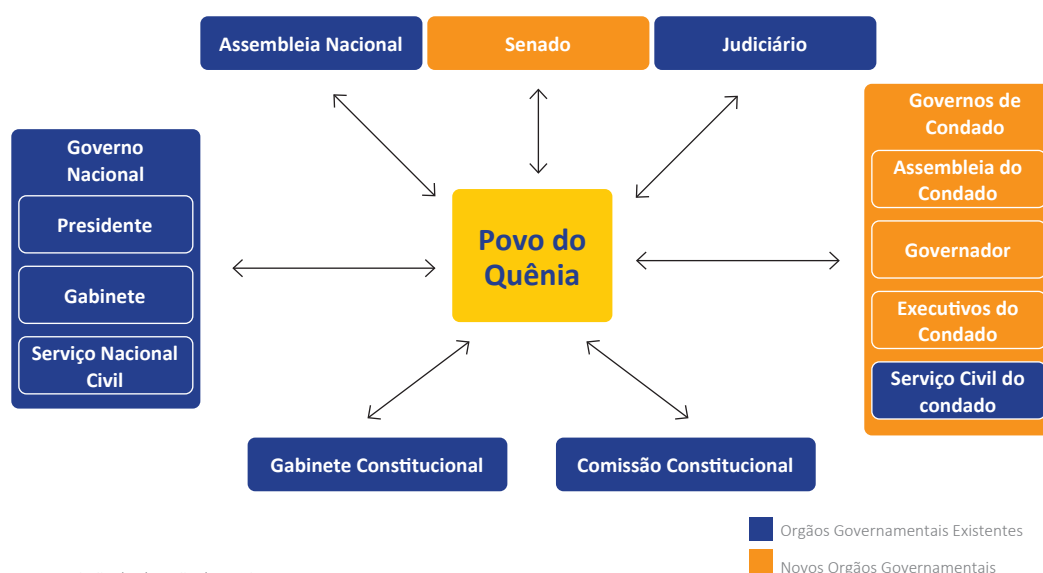 Assembleia Nacional
Senado
Judiciário
Governo
Nacional
Presidente
Gabinete
Serviço Nacional
Civil
Povo do
Quênia
Governos de
Condado
Assembleia do
Condado
Governador
Executivos do
Condado
Serviço Civil do
condado
Gabinete Constitucional
Comissão Constitucional
Orgãos Governamentais Existentes
Novos Orgãos Governamentais